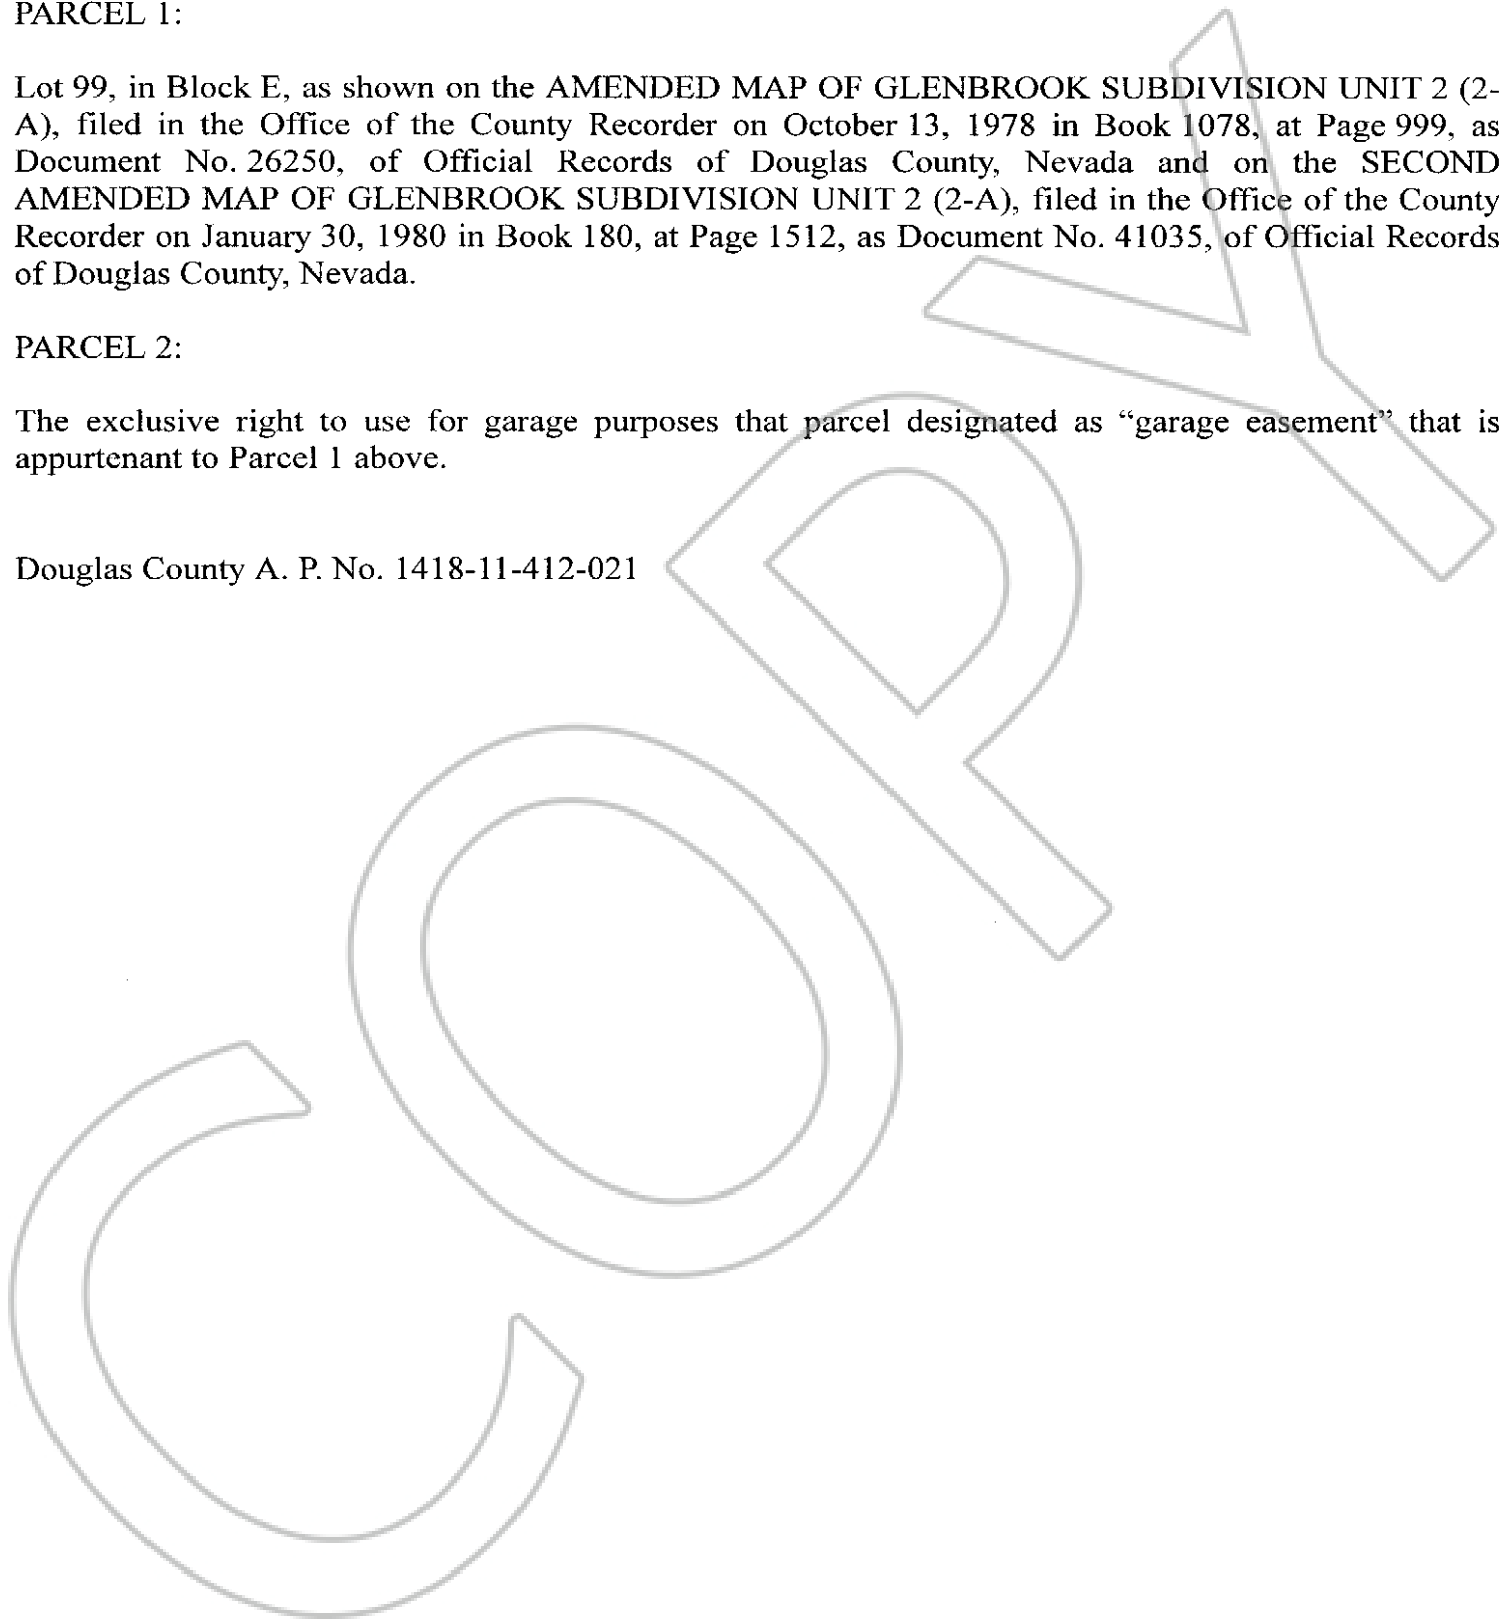 PARCEL 1:
Lot 99, in Block E, as shown on the AMENDED MAP OF GLENBROOK SUBDIVISION UNIT 2 (2-
A), filed in the Office of the County Recorder on October 13, 1978 in Book 1078, at Page 999, as
Document No. 26250, of Official Records of Douglas County, Nevada and on the SECOND
AMENDED MAP OF GLENBROOK SUBDIVISION UNIT 2 (2-A), filed in the Office of the County
Recorder on January 30, 1980 in Book 180, at Page 1512, as Document No. 41035, of Official Records
of Douglas County, Nevada.
PARCEL 2:
The exclusive right to use for garage purposes that parcel designated as “garage easement” that is
appurtenant to Parcel 1 above.
Douglas County A. P. No. 1418-11-412-021
COPY